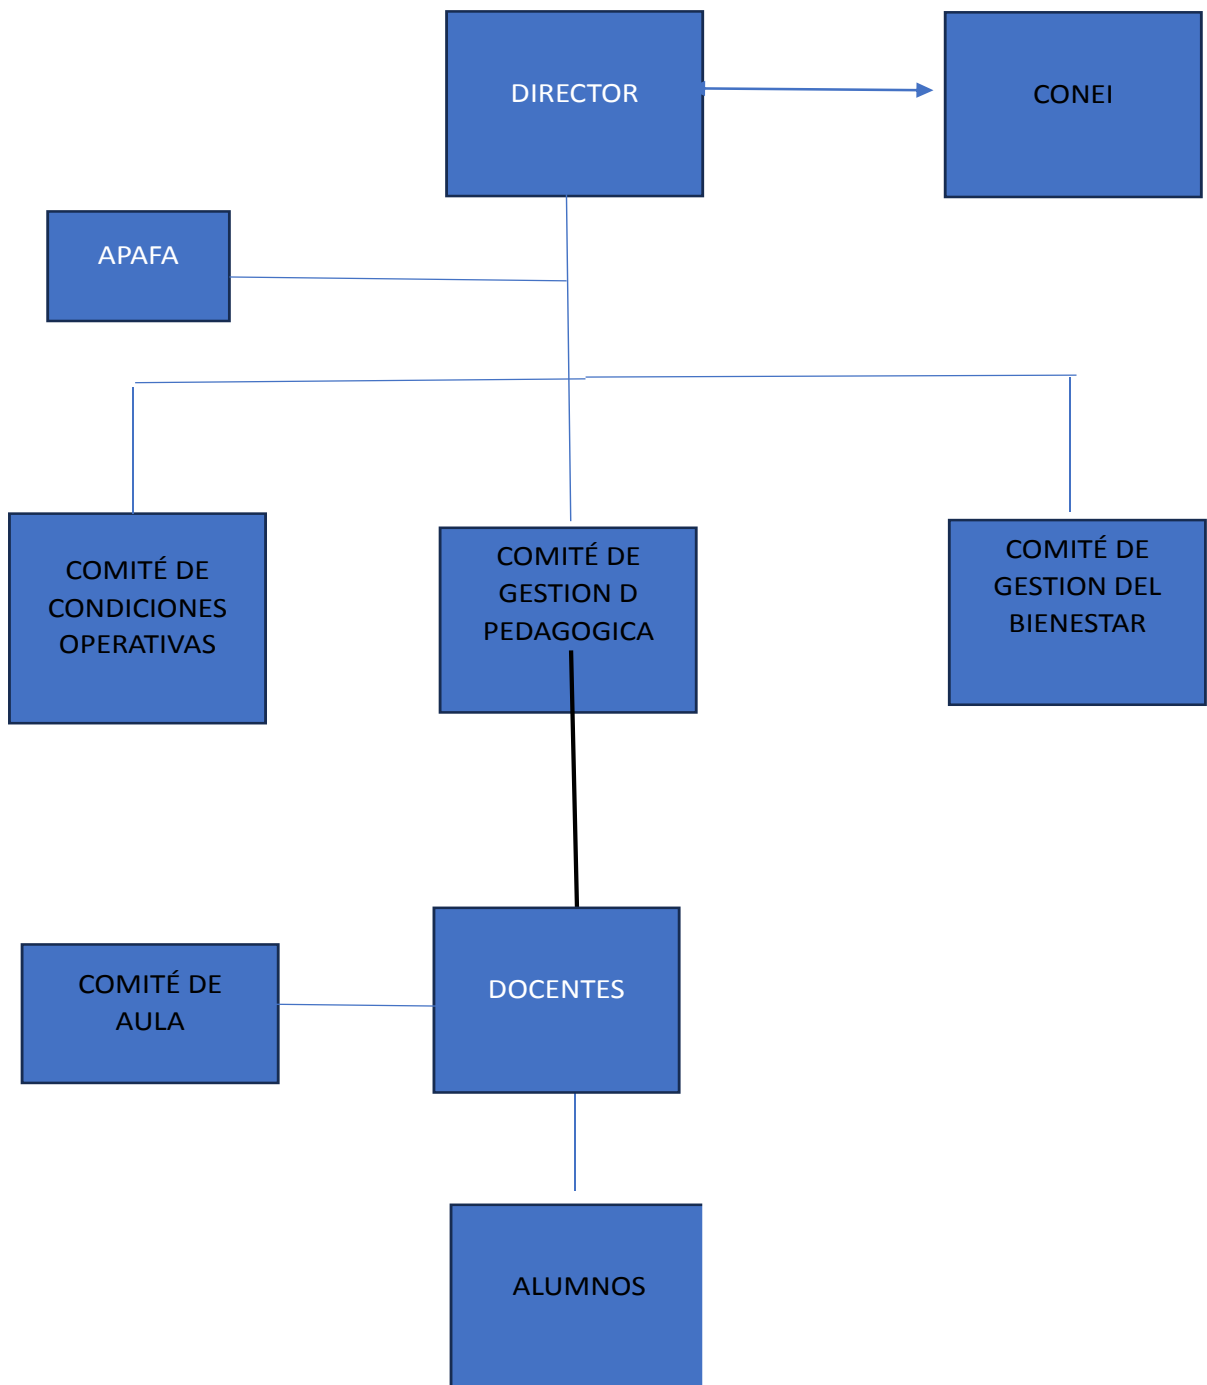 DIRECTOR
CONEI
APAFA
COMITÉ DE
CONDICIONES
OPERATIVAS
COMITÉ DE
GESTION D
PEDAGOGICA
COMITÉ DE
GESTION DEL
BIENESTAR
COMITÉ DE
AULA
DOCENTES
ALUMNOS